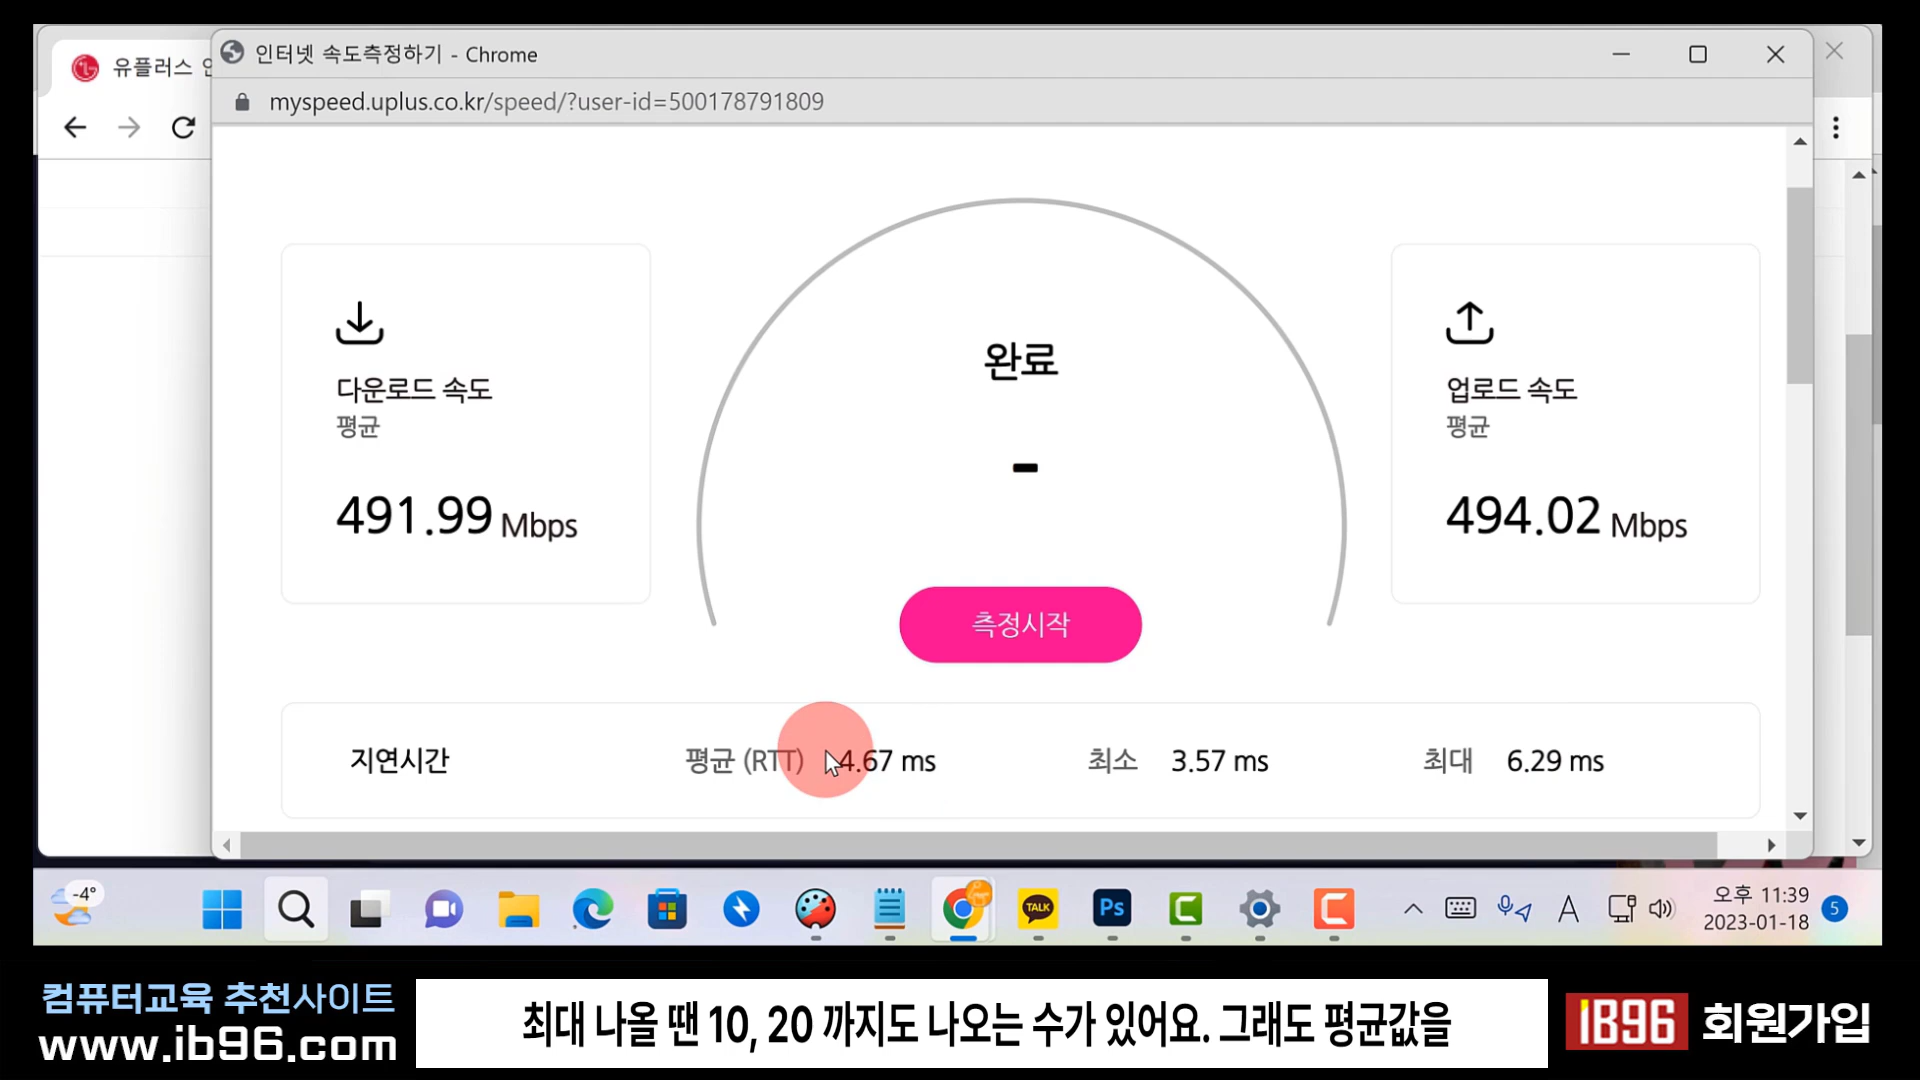 유플러스 인
인터넷 속도측정하기 - Chrome
myspeed.uplus.co.kr/speed/?user-id=500178791809
다운로드 속도
평균
491.99 Mbps
완료
-
측정시작
업로드 속도
평균
494.02 Mbps
지연시간 평균 (RTT) 4.67 ms 최소 3.57 ms 최대 6.29 ms
-4°
TALK
Ps
A
오후 11:39
2023-01-18
5
컴퓨터교육 추천사이트
www.ib96.com
최대 나올 땐 10, 20 까지도 나오는 수가 있어요. 그래도 평균값을
IB96 회원가입